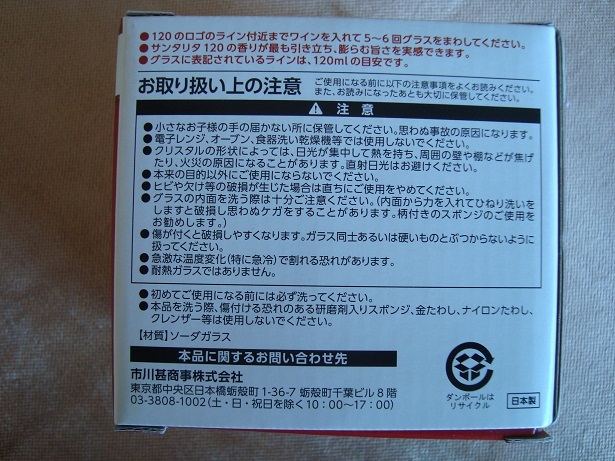 ●120のロゴのライン付近までワインを入れて5～6回グラスをまわしてください。
●サンタリタ120の香りが最も引き立ち、膨らむ旨さを実感できます。
●グラスに表記されているラインは、120mlの目安です。
お取り扱い上の注意
ご使用になる前に以下の注意事項をよくお読みください。
また、お読みになったあとも大切に保管してください。
注意
●小さなお子様の手の届かない所に保管してください。思わぬ事故の原因になります。
●電子レンジ、オーブン、食器洗い乾燥機等では使用しないでください。
●クリスタルの形状によっては、日光が集中して熱を持ち、周囲の壁や棚などが焦げ
たり、火災の原因になることがあります。直射日光はお避けください。
●本来の目的以外にご使用にならないでください。
●ヒビや欠け等の破損が生じた場合は直ちにご使用をやめてください。
●グラスの内面を洗う際は十分ご注意ください。(内面から力を入れてひねり洗いを
しますと破損し思わぬケガをすることがあります。柄付きのスポンジのご使用を
お勧めします。)
●傷が付くと破損しやすくなります。ガラス同士あるいは硬いものとぶつからないように
扱ってください。
●急激な温度変化(特に急冷)で割れる恐れがあります。
●耐熱ガラスではありません。
●初めてご使用になる前には必ず洗ってください。
●本品を洗う際、傷付ける恐れのある研磨剤入りスポンジ、金たわし、ナイロンたわし、
クレンザー等は使用しないでください。
【材質】ソーダガラス
本品に関するお問い合わせ先
市川甚商事株式会社
東京都中央区日本橋蛎殻町1-36-7 蛎殻町千葉ビル8階
03-3808-1002(土・日・祝日を除く10:00～17:00)
ダンボールは
リサイクル
日本製